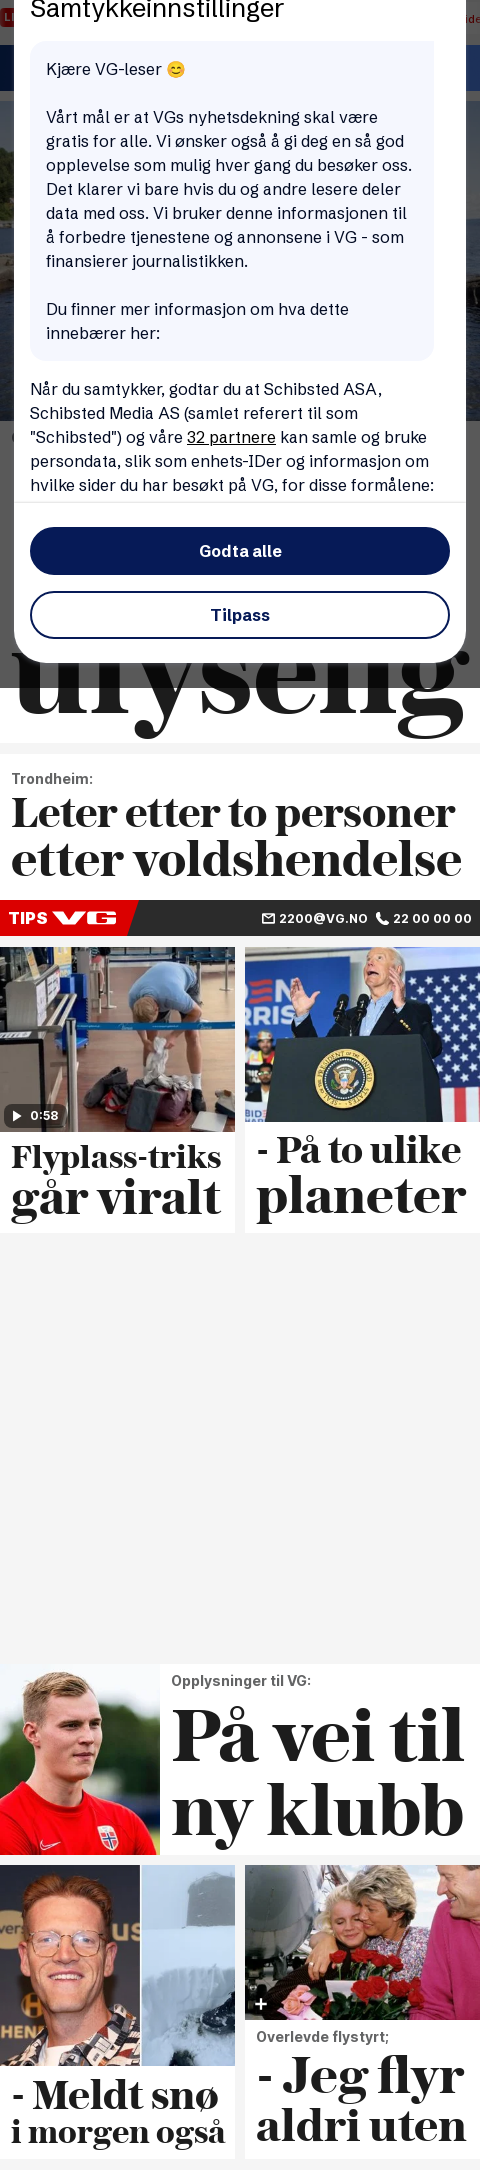 Samtykkeinnstillinger
Kjære VG-leser 😊
Vårt mål er at VGs nyhetsdekning skal være
gratis for alle. Vi ønsker også å gi deg en så god
opplevelse som mulig hver gang du besøker oss.
Det klarer vi bare hvis du og andre lesere deler
data med oss. Vi bruker denne informasjonen til
å forbedre tjenestene og annonsene i VG - som
finansierer journalistikken.
Du finner mer informasjon om hva dette
innebærer her:
Når du samtykker, godtar du at Schibsted ASA,
Schibsted Media AS (samlet referert til som
"Schibsted") og våre 32 partnere kan samle og bruke
persondata, slik som enhets-IDer og informasjon om
hvilke sider du har besøkt på VG, for disse formålene:
Godta alle
Tilpass
Trondheim:
Leter etter to personer
etter voldshendelse
TIPS VG 2200@VG.NO 22 00 00 00
0:58
Flyplass-triks
går viralt
- På to ulike
planeter
Opplysninger til VG:
På vei til
ny klubb
- Meldt snø
i morgen også
Overlevde flystyrt;
- Jeg flyr
aldri uten